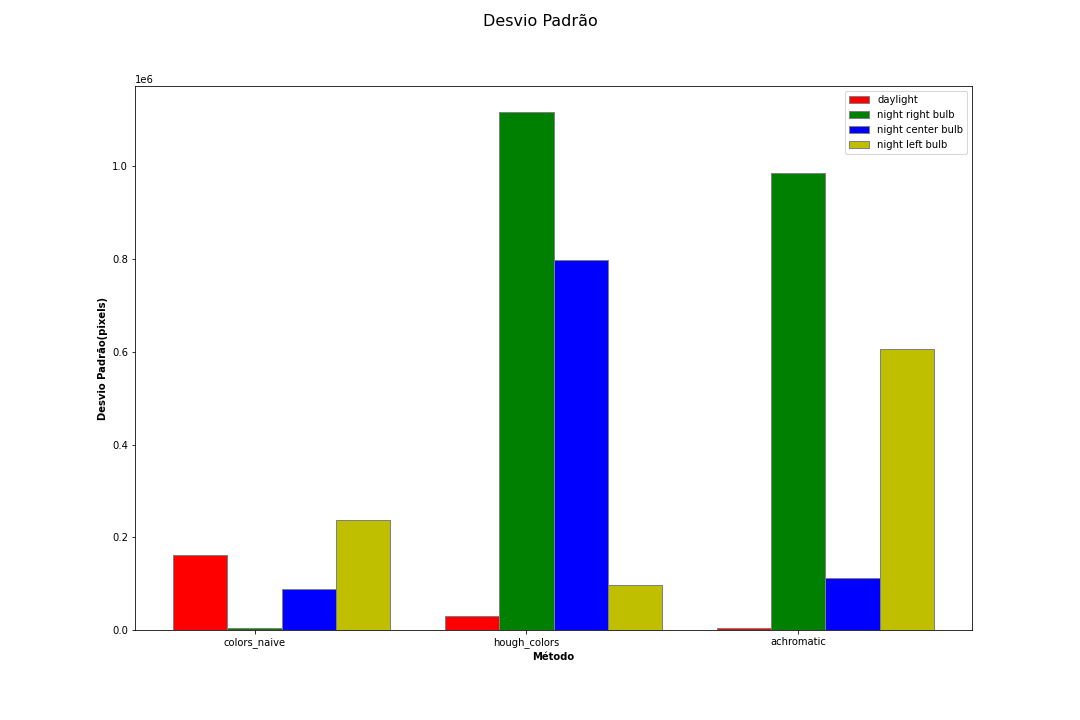 Desvio Padrão
1e6
daylight
night right bulb
night center bulb
night left bulb
1.0
0.8
0.6
0.4
0.2
0.0
Desvio Padrão(pixels)
colors_naive
hough_colors
achromatic
Método